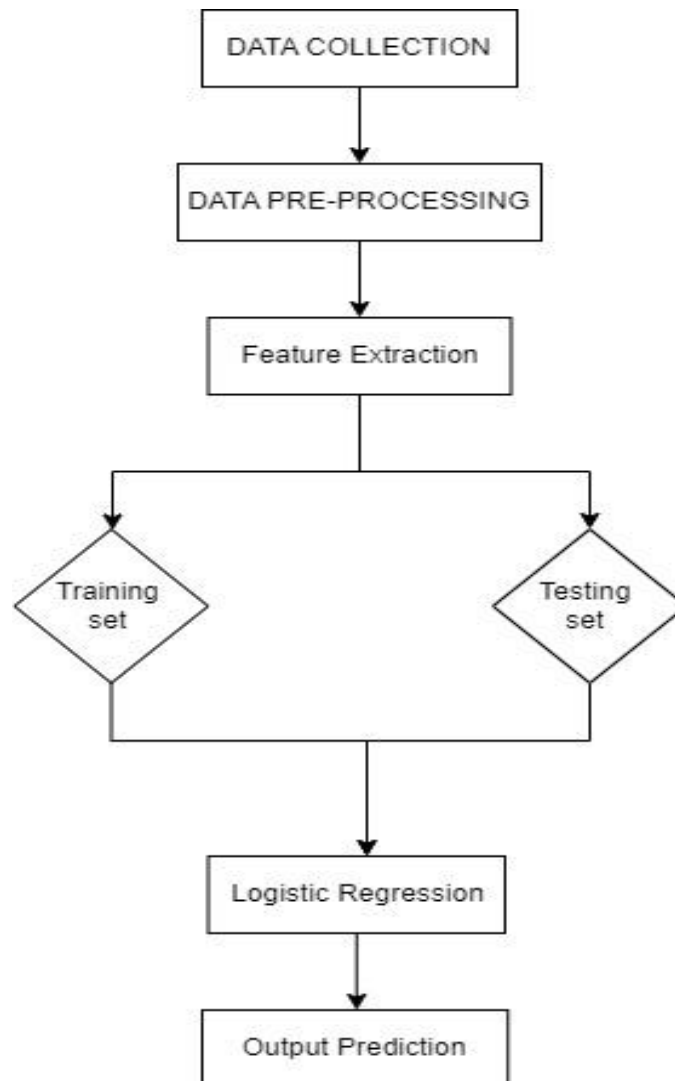 DATA COLLECTION
DATA PRE-PROCESSING
Feature Extraction
Training
set
Testing
set
Logistic Regression
Output Prediction